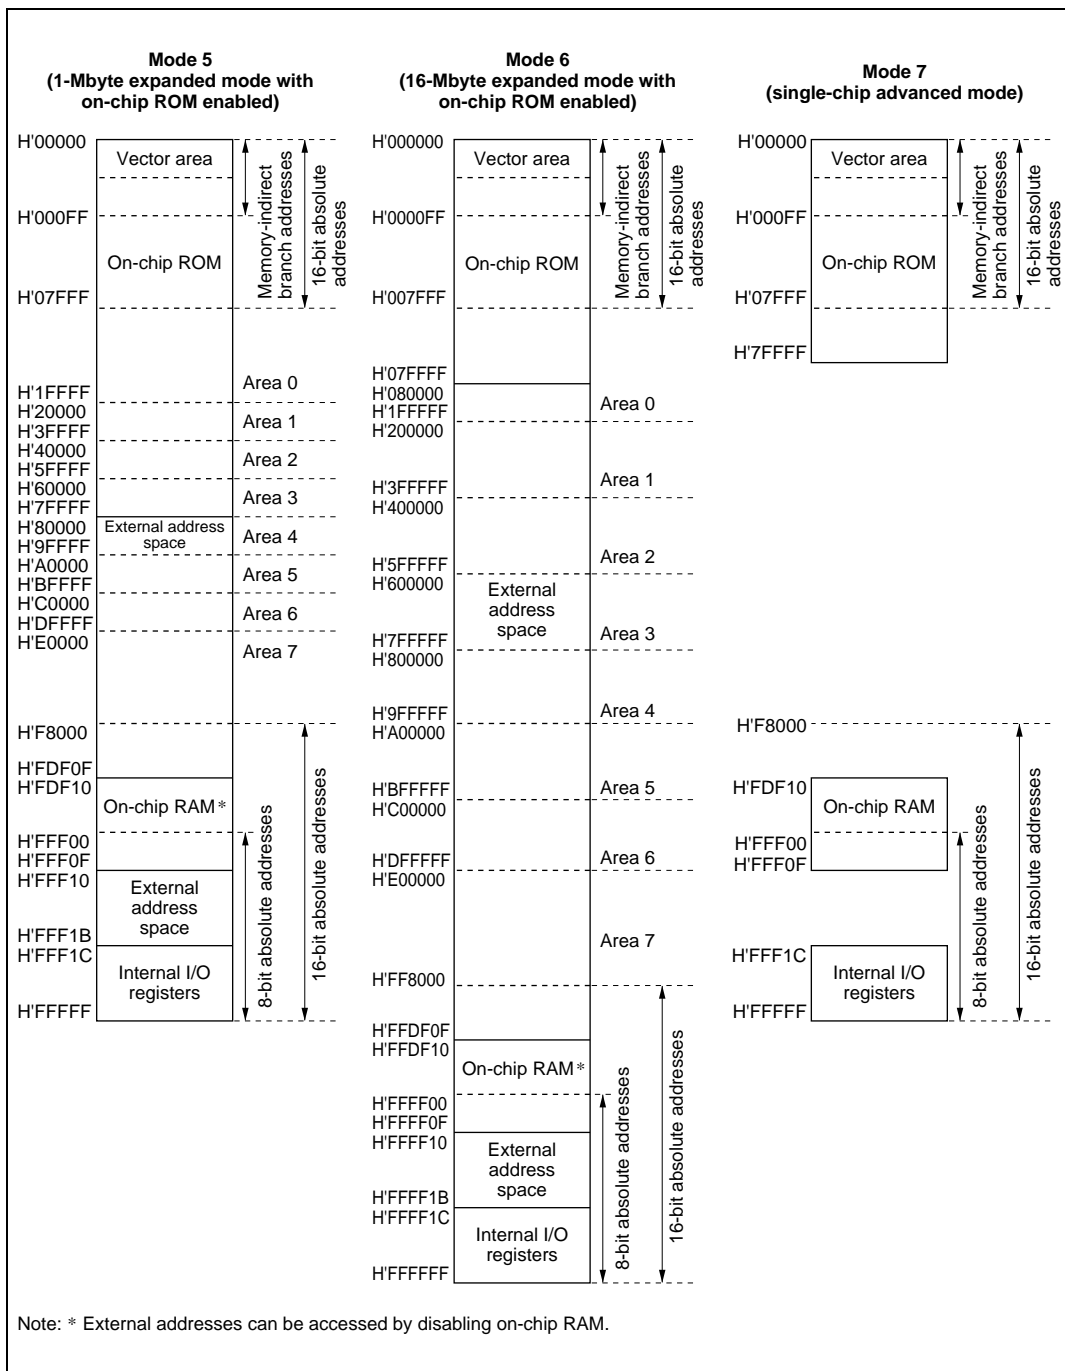 Mode 5
(1-Mbyte expanded mode with
on-chip ROM enabled)
H'00000
Vector area
H'000FF
On-chip ROM
H'07FFF
Memory-indirect
branch addresses
16-bit absolute
addresses
H'1FFFF
Area 0
H'20000
H'3FFFF
Area 1
H'40000
H'5FFFF
Area 2
H'60000
H'7FFFF
Area 3
H'80000
H'9FFFF
External address
space
Area 4
H'A0000
H'BFFFF
Area 5
H'C0000
H'DFFFF
Area 6
H'E0000
Area 7
H'F8000
H'FDF0F
H'FDF10
On-chip RAM*
H'FFF00
H'FFF0F
H'FFF10
External
address
space
H'FFF1B
H'FFF1C
Internal I/O
registers
H'FFFFF
8-bit absolute addresses
16-bit absolute addresses
Mode 6
(16-Mbyte expanded mode with
on-chip ROM enabled)
H'000000
Vector area
H'0000FF
On-chip ROM
H'007FFF
Memory-indirect
branch addresses
16-bit absolute
addresses
H'07FFFF
H'080000
H'1FFFFF
Area 0
H'200000
H'3FFFFF
Area 1
H'400000
H'5FFFFF
Area 2
H'600000
External
address
space
H'7FFFFF
Area 3
H'800000
H'9FFFFF
Area 4
H'A00000
H'BFFFFF
Area 5
H'C00000
H'DFFFFF
Area 6
H'E00000
Area 7
H'FF8000
H'FFDF0F
H'FFDF10
On-chip RAM*
H'FFFF00
H'FFFF0F
H'FFFF10
External
address
space
H'FFFF1B
H'FFFF1C
Internal I/O
registers
H'FFFFFF
8-bit absolute addresses
16-bit absolute addresses
Mode 7
(single-chip advanced mode)
H'00000
Vector area
H'000FF
On-chip ROM
H'07FFF
Memory-indirect
branch addresses
16-bit absolute
addresses
H'7FFFF
H'F8000
H'FDF10
On-chip RAM
H'FFF00
H'FFF0F
H'FFF1C
Internal I/O
registers
H'FFFFF
8-bit absolute addresses
16-bit absolute addresses
Note: * External addresses can be accessed by disabling on-chip RAM.